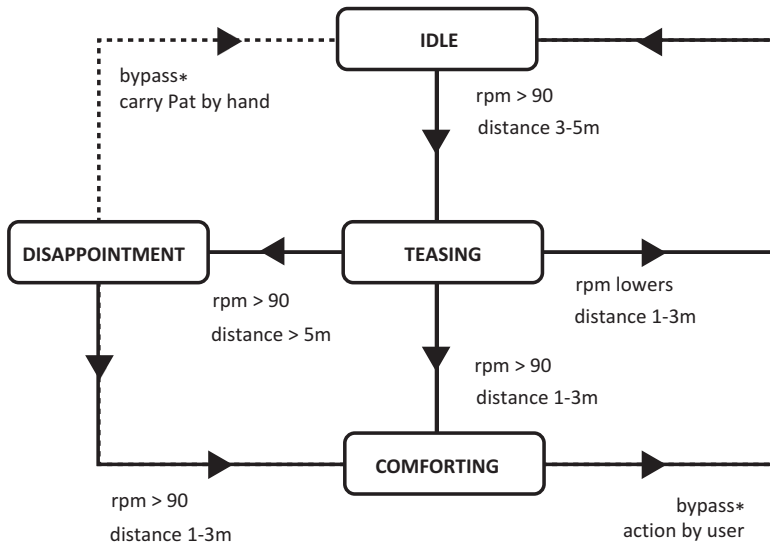 IDLE
bypass*
carry Pat by hand
rpm > 90
distance 3-5m
DISAPPOINTMENT
TEASING
rpm > 90
distance > 5m
rpm lowers
distance 1-3m
rpm > 90
distance 1-3m
COMFORTING
rpm > 90
distance 1-3m
bypass*
action by user